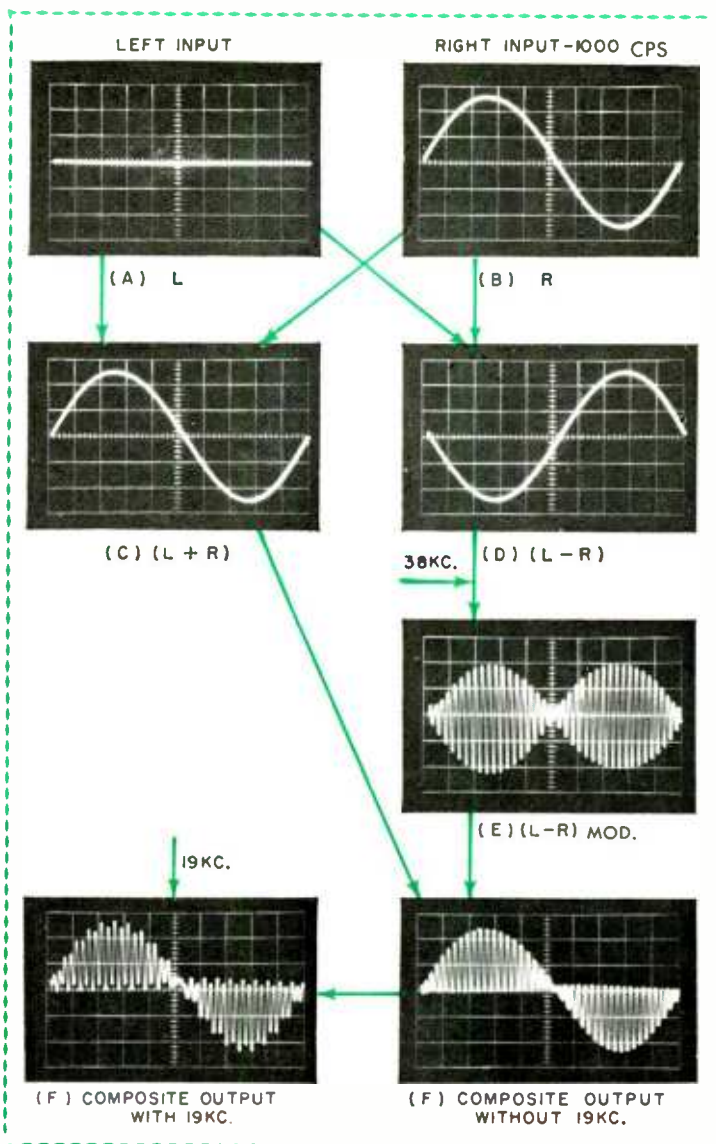 LEFT INPUT
RIGHT INPUT-1000 CPS
(A) L
(B) R
(C) (L + R)
(D) (L - R)
38KC.
(E) (L-R) MOD.
19KC.
(F) COMPOSITE OUTPUT
WITH 19KC.
(F) COMPOSITE OUTPUT
WITHOUT 19KC.